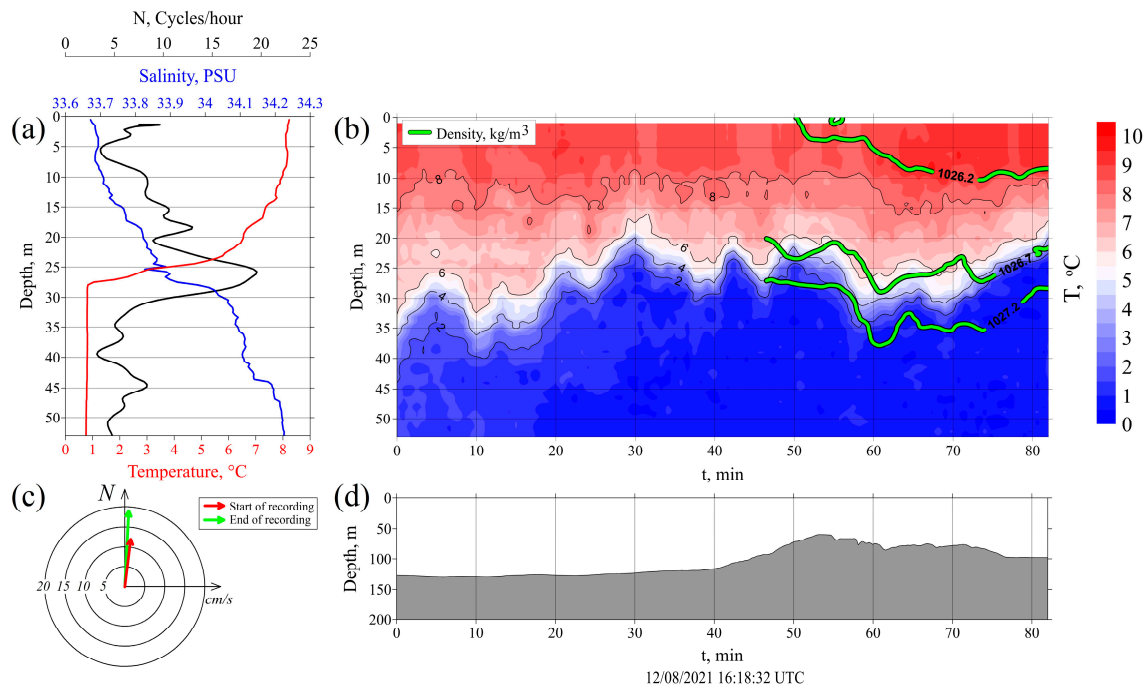 N, Cycles/hour
0 5 10 15 20 25
Salinity, PSU
33.6 33.7 33.8 33.9 34 34.1 34.2 34.3
(a)
0
5
10
15
20
25
30
35
40
45
50
Depth, m
0 1 2 3 4 5 6 7 8 9
Temperature, °C
(b)
Density, kg/m3
0
5
10
15
20
25
30
35
40
45
50
Depth, m
8
8
6
6
4
4
2
2
1026.2
1026.7
1027.2
0 10 20 30 40 50 60 70 80
t, min
T, °C
10
9
8
7
6
5
4
3
2
1
0
(c)
N
Start of recording
End of recording
20 15 10 5
cm/s
(d)
0
50
100
150
200
Depth, m
0 10 20 30 40 50 60 70 80
t, min
12/08/2021 16:18:32 UTC